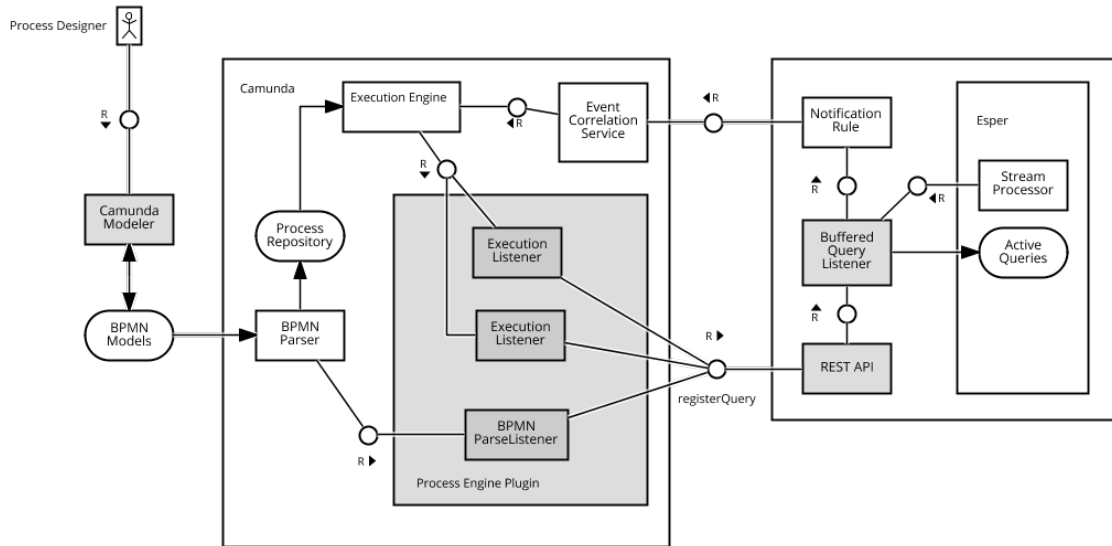 Process Designer
R
Camunda
Modeler
BPMN
Models
Camunda
Execution Engine
R
Event
Correlation
Service
R
Process
Repository
BPMN
Parser
R
Execution
Listener
Execution
Listener
BPMN
ParseListener
Process Engine Plugin
R
R
registerQuery
Notification
Rule
R
Esper
Stream
Processor
R
Buffered
Query
Listener
Active
Queries
R
REST API